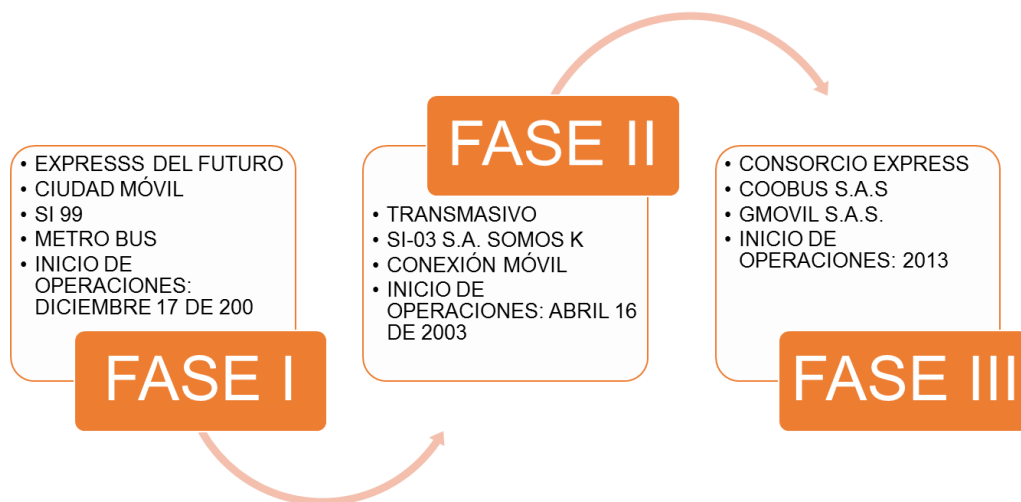 • EXPRESSS DEL FUTURO
• CIUDAD MÓVIL
• SI 99
• METRO BUS
• INICIO DE
OPERACIONES:
DICIEMBRE 17 DE 200
FASE I
FASE II
• TRANSMASIVO
• SI-03 S.A. SOMOS K
• CONEXIÓN MÓVIL
• INICIO DE
OPERACIONES: ABRIL 16
DE 2003
• CONSORCIO EXPRESS
• COOBUS S.A.S
• GMOVIL S.A.S.
• INICIO DE
OPERACIONES: 2013
FASE III